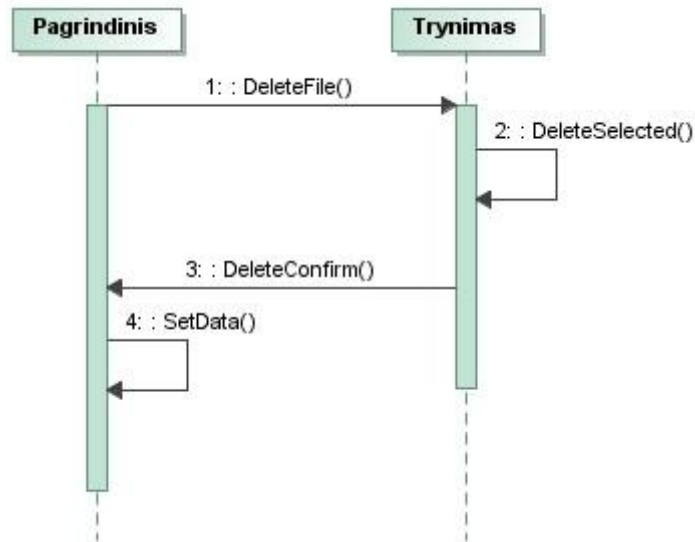 Pagrindinis
Trynimas
1: : DeleteFile()
2: : DeleteSelected()
3: : DeleteConfirm()
4: : SetData()